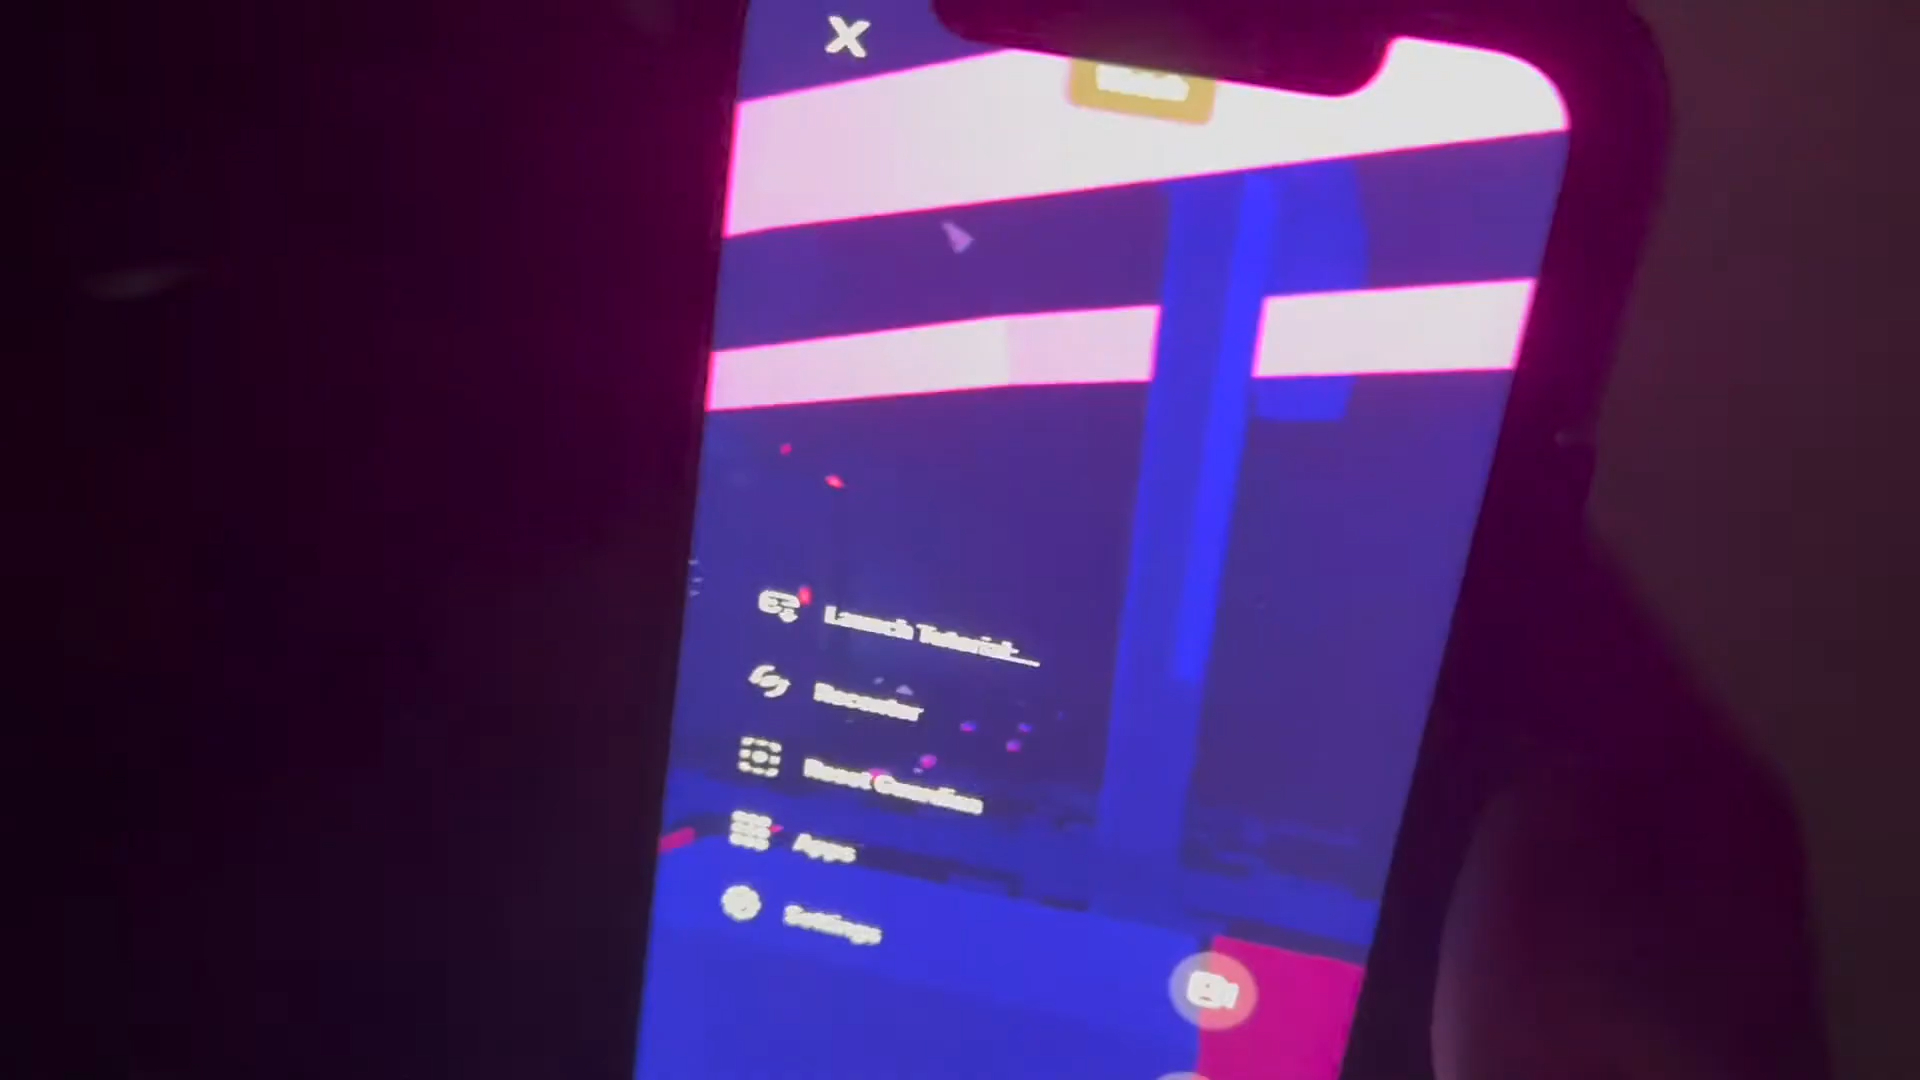 X
Launch Tutorial
Recenter
Reset Guardian
Apps
Settings